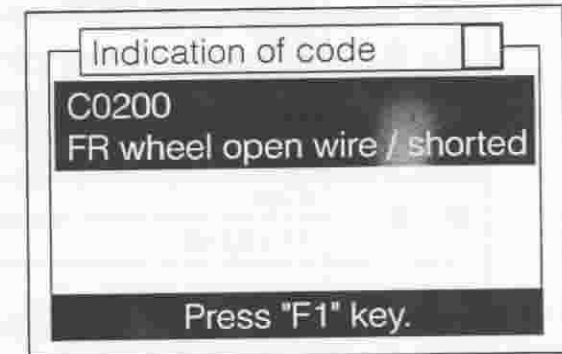 Indication of code
C0200
FR wheel open wire / shorted
Press "F1" key.